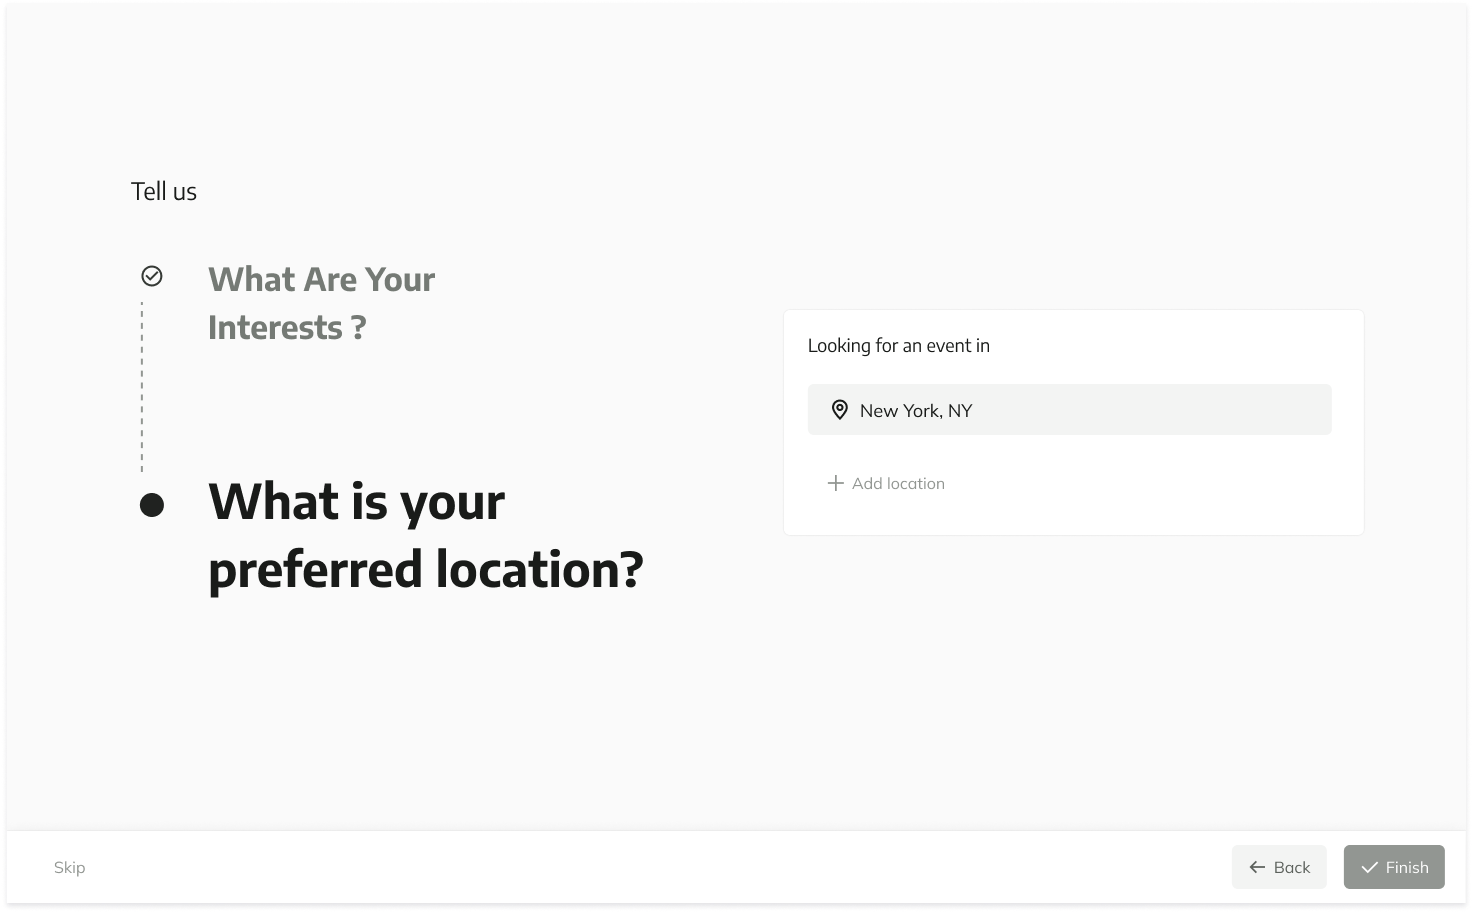 Tell us
What Are Your
Interests ?
What is your
preferred location?
Looking for an event in
New York, NY
Add location
Skip
Back
Finish